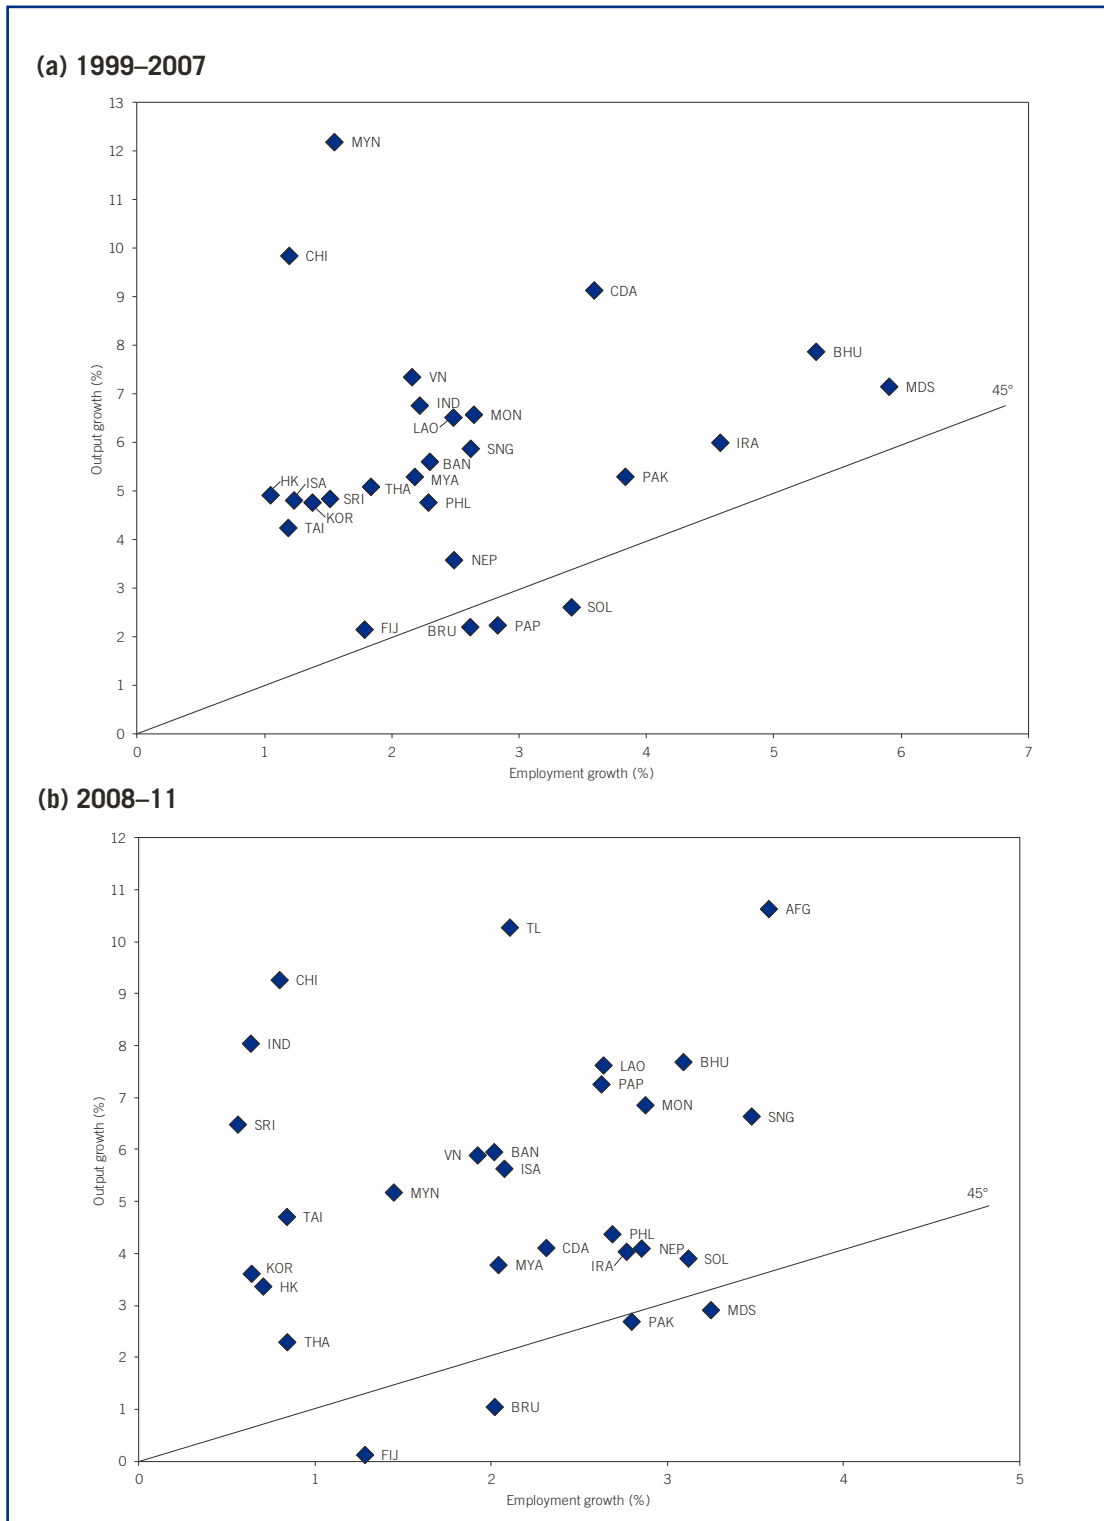 (a) 1999–2007
13
12
11
10
9
8
7
6
5
4
3
2
1
0
Output growth (%)
MYN
CHI
CDA
BHU
VN
MDS
45°
IND
MON
LAO
IRA
SNG
BAN
PAK
MYA
HK
ISA
THA
SRI
PHL
KOR
TAI
NEP
SOL
FIJ
BRU
PAP
0 1 2 3 4 5 6 7
Employment growth (%)
(b) 2008–11
12
11
10
9
8
7
6
5
4
3
2
1
0
Output growth (%)
AFG
TL
CHI
IND
LAO
BHU
PAP
MON
SNG
SRI
VN
BAN
ISA
MYN
45°
TAI
PHL
CDA
NEP
SOL
MYA
IRA
KOR
HK
MDS
PAK
THA
BRU
FIJ
0 1 2 3 4 5
Employment growth (%)